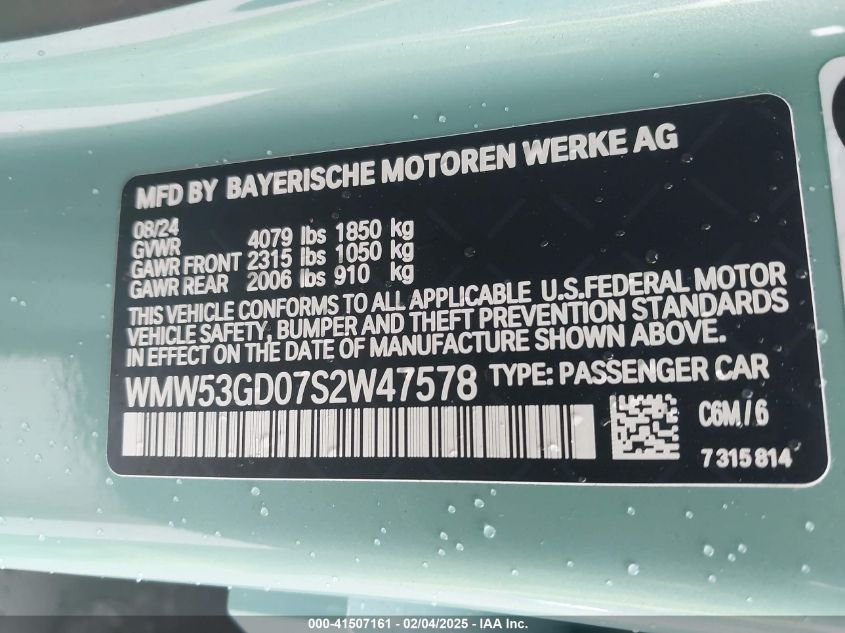 MFD BY BAYERISCHE MOTOREN WERKE AG
08/24
GVWR 4079 lbs 1850 kg
GAWR FRONT 2315 lbs 1050 kg
GAWR REAR 2006 lbs 910 kg
THIS VEHICLE CONFORMS TO ALL APPLICABLE U.S.FEDERAL MOTOR
VEHICLE SAFETY, BUMPER AND THEFT PREVENTION STANDARDS
IN EFFECT ON THE DATE OF MANUFACTURE SHOWN ABOVE.
WMW53GD07S2W47578 TYPE: PASSENGER CAR
C6M / 6
7 315 814
000-41507161 - 02/04/2025 - IAA Inc.